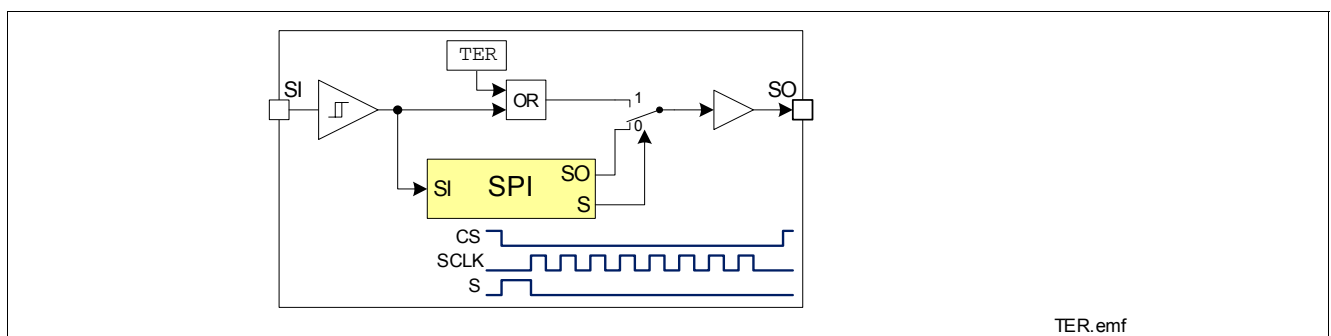 TER
SI
OR
1
SO
0
SI SPI SO
S
CS
SCLK
S
TER.emf